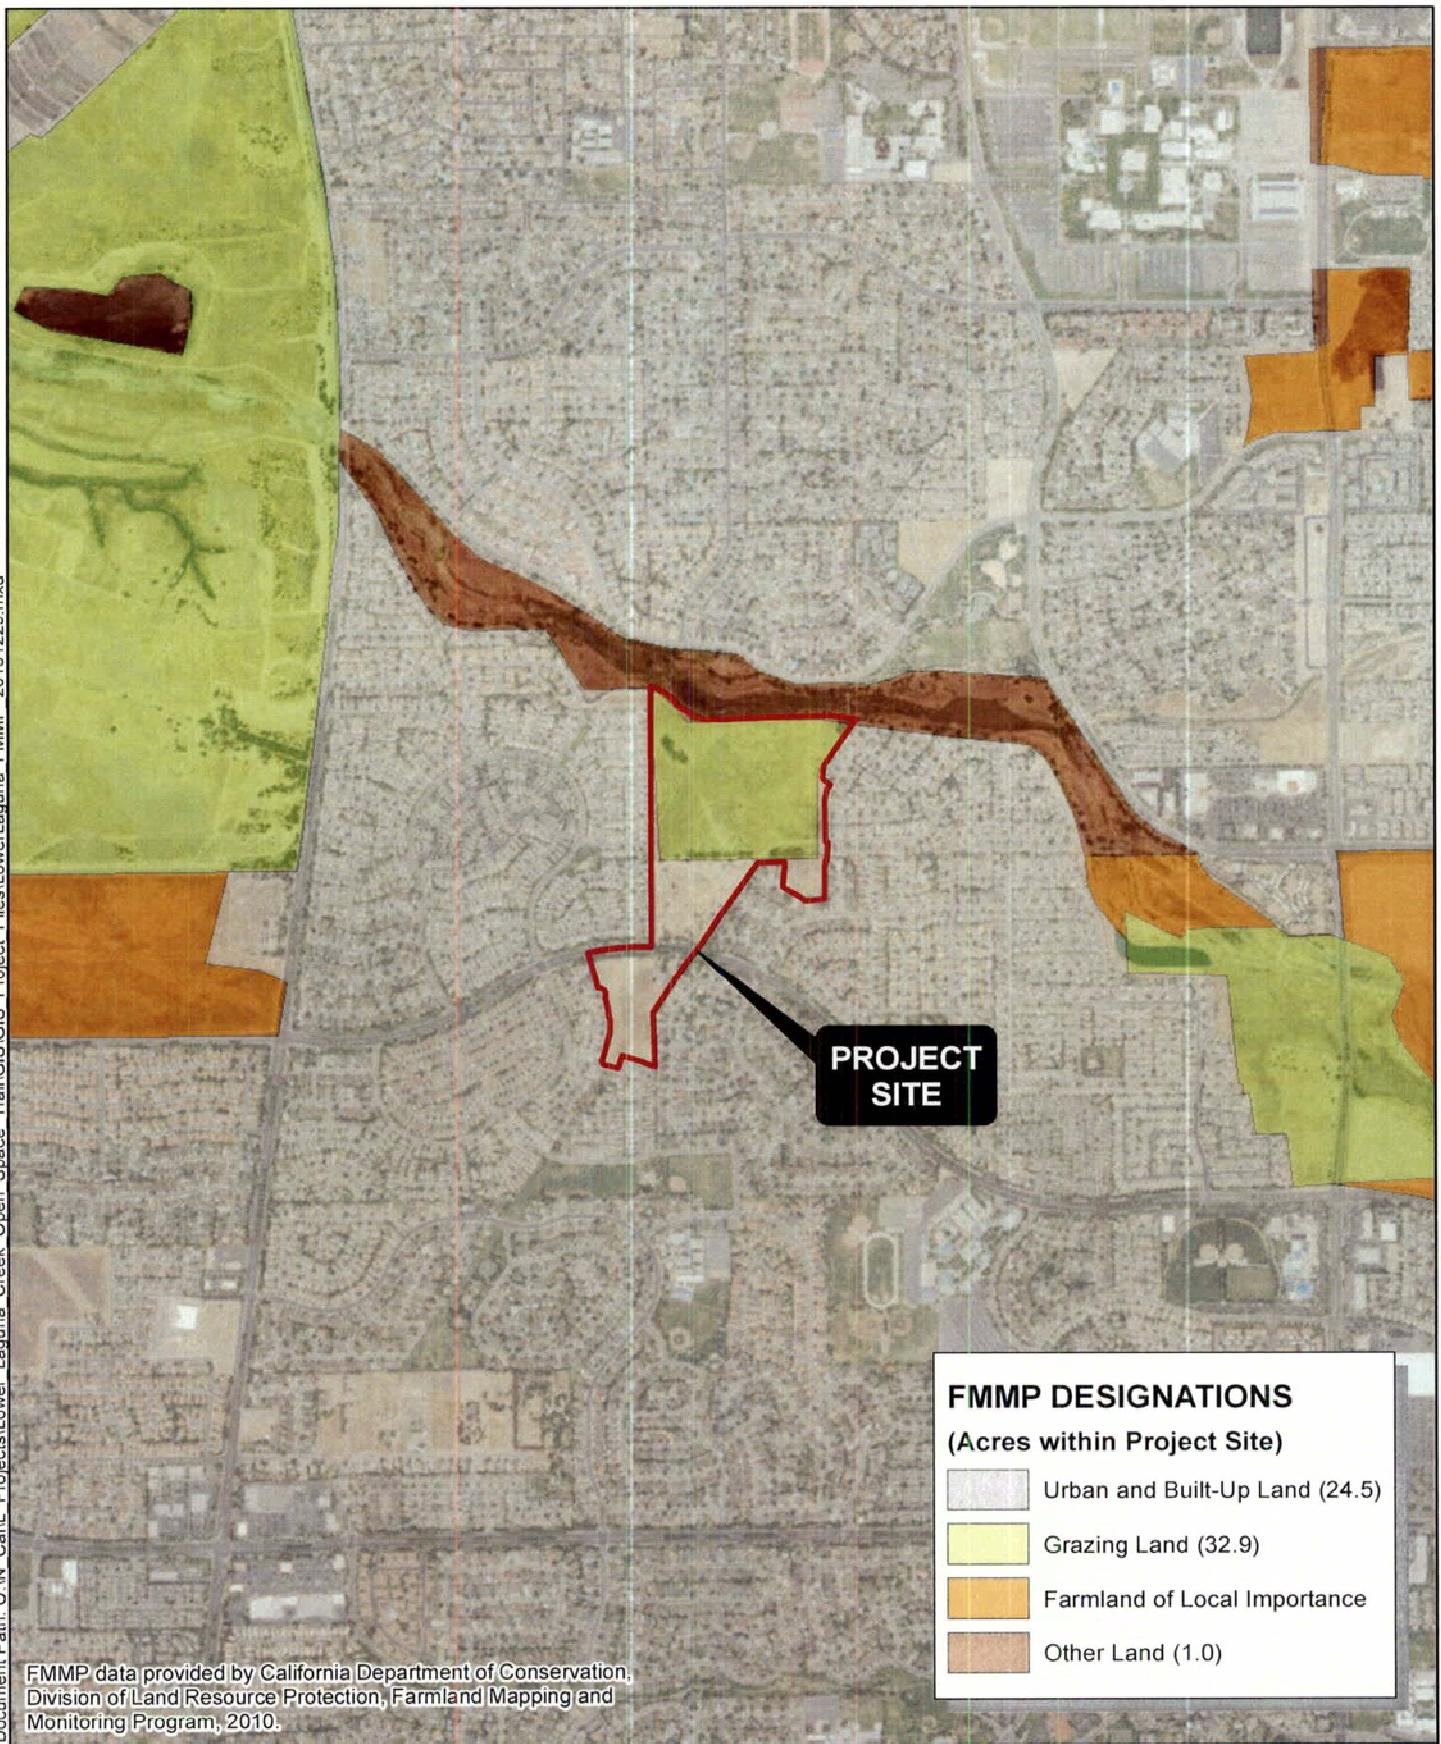 PROJECT
SITE
FMMP DESIGNATIONS
(Acres within Project Site)
Urban and Built-Up Land (24.5)
Grazing Land (32.9)
Farmland of Local Importance
Other Land (1.0)
FMMP data provided by California Department of Conservation,
Division of Land Resource Protection, Farmland Mapping and
Monitoring Program, 2010.